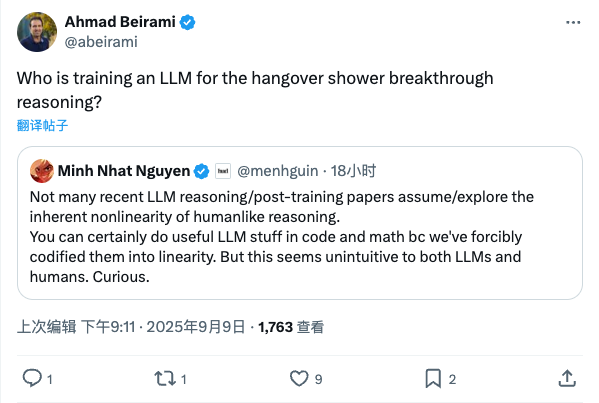 Ahmad Beirami
@abeirami
Who is training an LLM for the hangover shower breakthrough
reasoning?
翻译帖子
Minh Nhat Nguyen @menhguin · 18小时
Not many recent LLM reasoning/post-training papers assume/explore the
inherent nonlinearity of humanlike reasoning.
You can certainly do useful LLM stuff in code and math bc we've forcibly
codified them into linearity. But this seems unintuitive to both LLMs and
humans. Curious.
上次编辑 下午9:11 · 2025年9月9日 · 1,763 查看
1 1 9 2